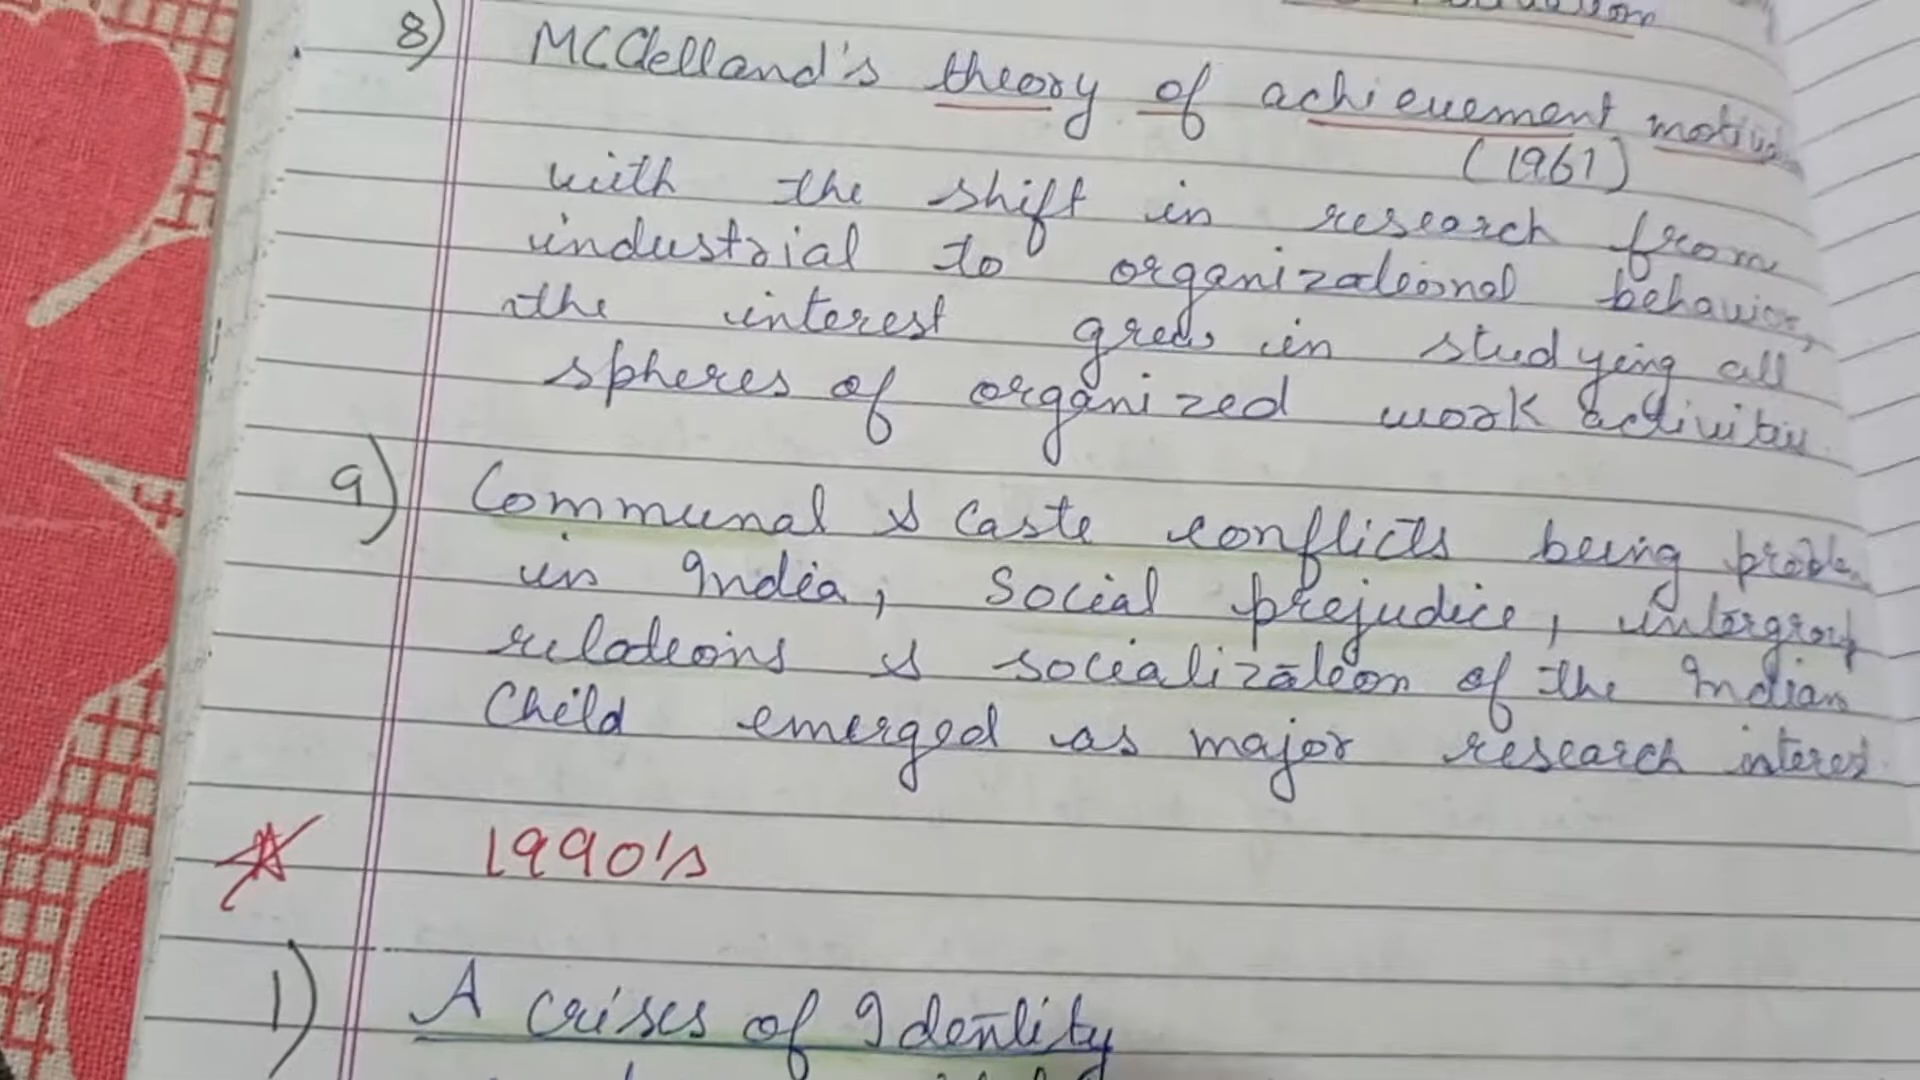 8) McClelland's theory of achievement
(1961)
with the shift in research from
industrial to organizational behavior,
the interest grew in studying all
spheres of organized work activities
9) Communal & Caste conflicts being
in India, Social prejudice, intergroup
relations & socialization of the Indian
Child emerged as major research interest
1990's
1) A crises of Identity